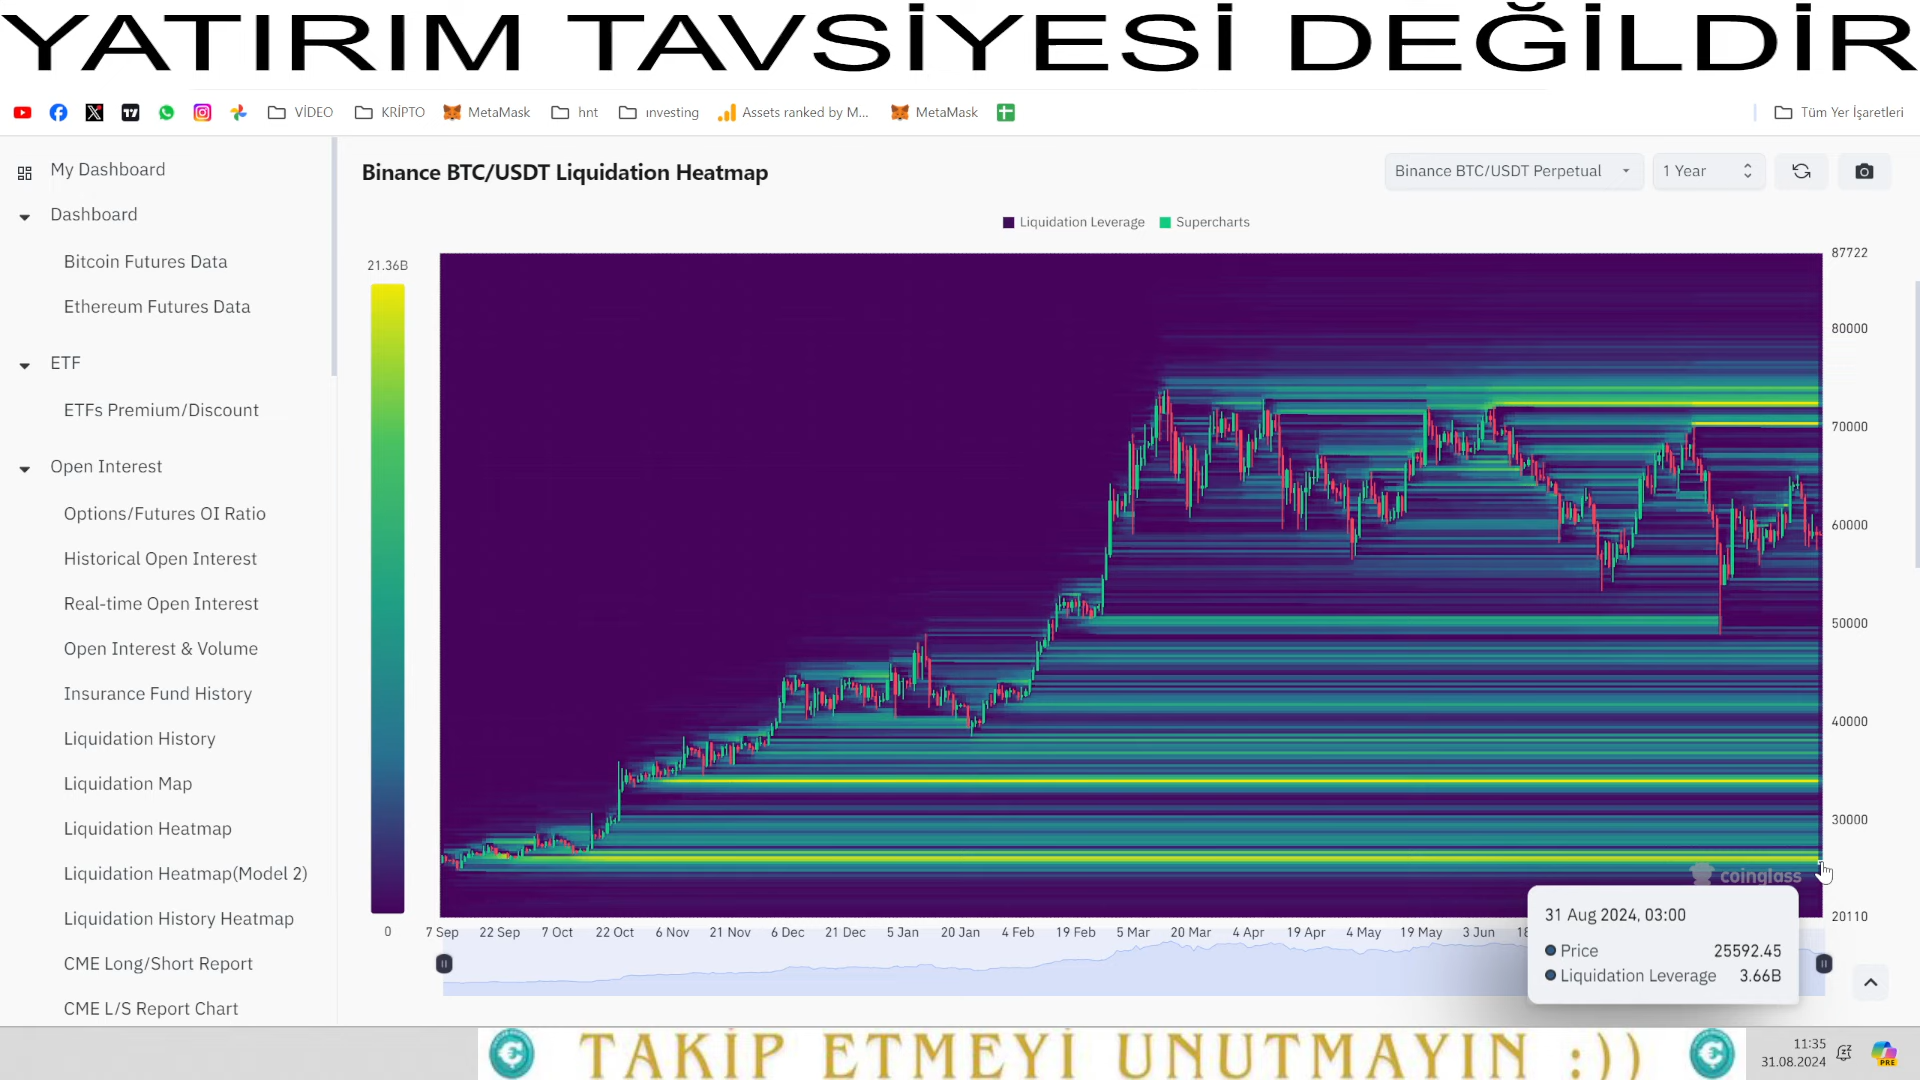 YATIRIM TAVSİYESİ DEĞİLDİR
VİDEO
KRİPTO
MetaMask
hnt
ınvesting
Assets ranked by M...
MetaMask
Tüm Yer İşaretleri
My Dashboard
Dashboard
Bitcoin Futures Data
Ethereum Futures Data
ETF
ETFs Premium/Discount
Open Interest
Options/Futures OI Ratio
Historical Open Interest
Real-time Open Interest
Open Interest & Volume
Insurance Fund History
Liquidation History
Liquidation Map
Liquidation Heatmap
Liquidation Heatmap(Model 2)
Liquidation History Heatmap
CME Long/Short Report
CME L/S Report Chart
Binance BTC/USDT Liquidation Heatmap
Binance BTC/USDT Perpetual
1 Year
Liquidation Leverage
Supercharts
21.36B
0
87722
80000
70000
60000
50000
40000
30000
20110
coinglass
7 Sep 22 Sep 7 Oct 22 Oct 6 Nov 21 Nov 6 Dec 21 Dec 5 Jan 20 Jan 4 Feb 19 Feb 5 Mar 20 Mar 4 Apr 19 Apr 4 May 19 May 3 Jun
31 Aug 2024, 03:00
Price 25592.45
Liquidation Leverage 3.66B
TAKİP ETMEYİ UNUTMAYIN :))
11:35
31.08.2024
PRE